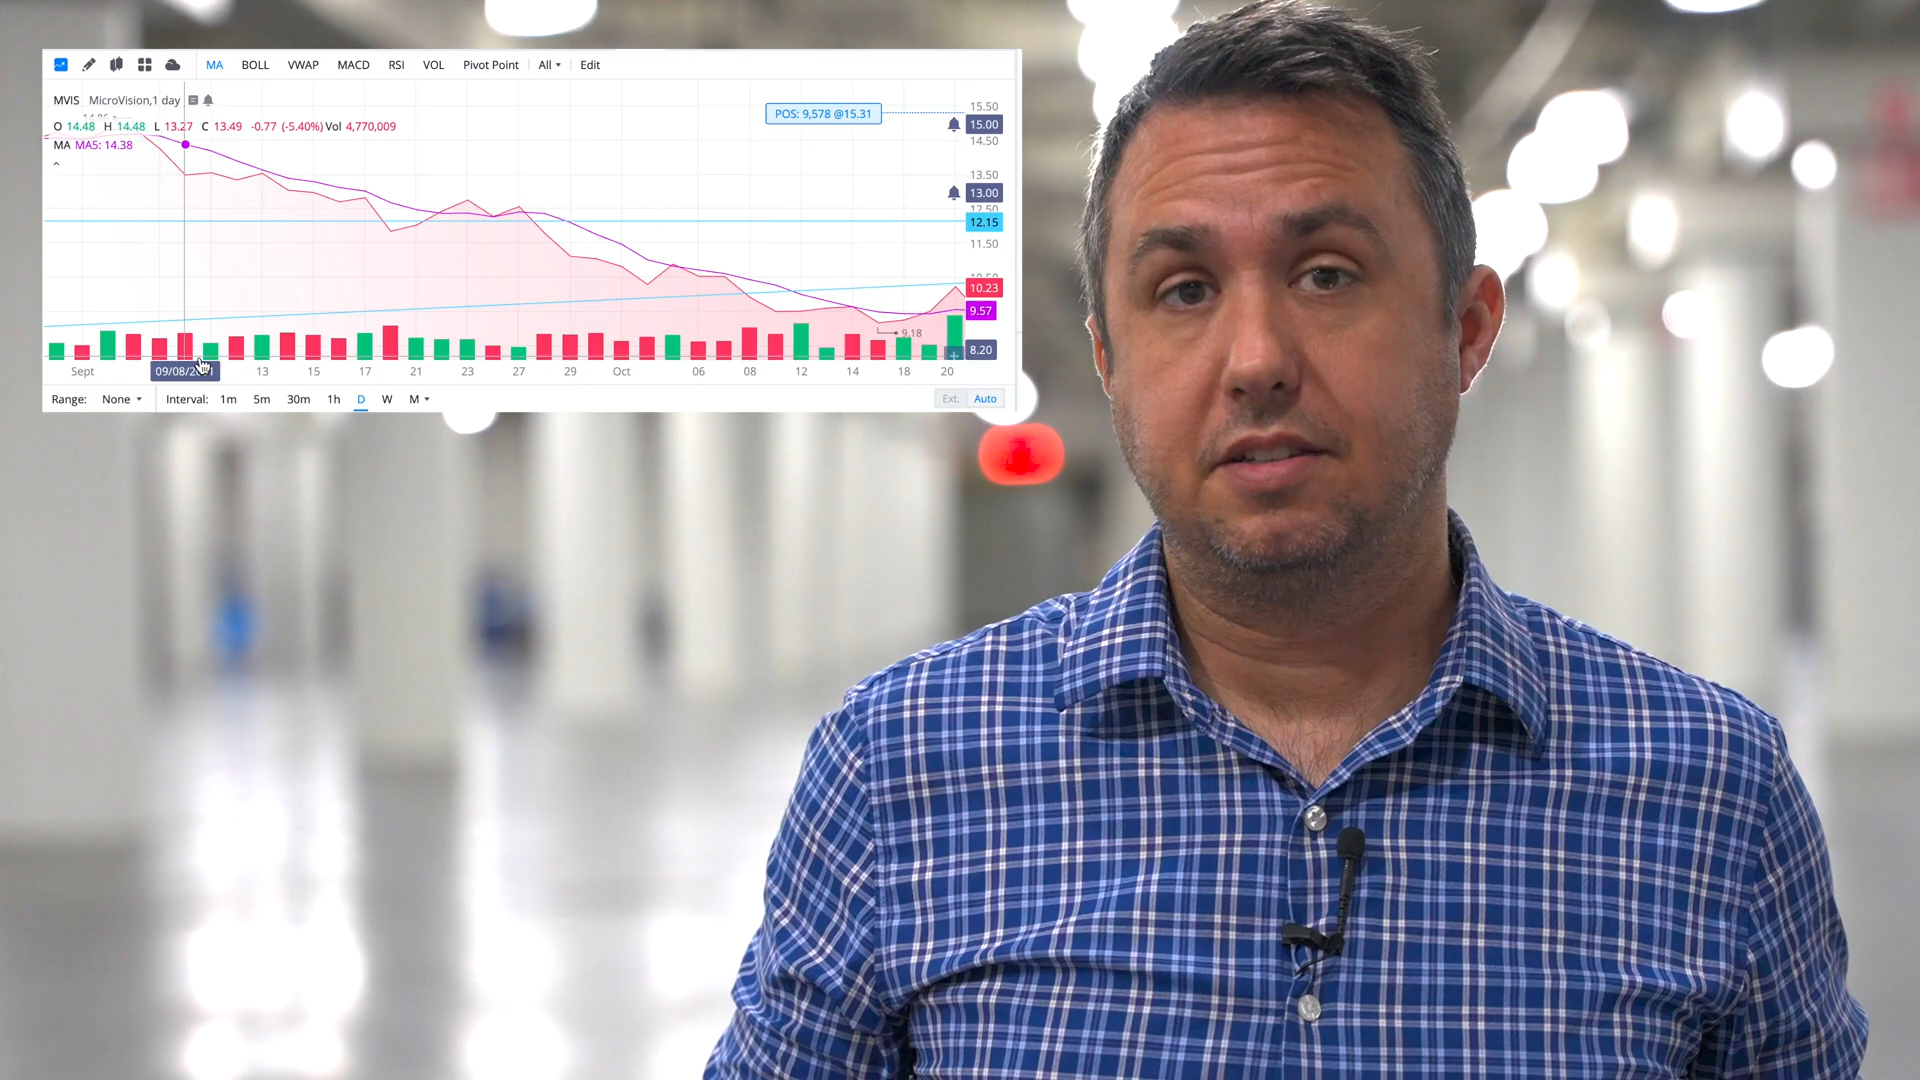 MA BOLL VWAP MACD RSI VOL Pivot Point All Edit
MVIS MicroVision,1 day
O 14.48 H 14.48 L 13.27 C 13.49 -0.77 (-5.40%) Vol 4,770,009
MA MA5: 14.38
POS: 9,578 @15.31
15.50
15.00
14.50
13.50
13.00
12.50
12.15
11.50
10.23
9.57
9.18
8.20
Sept 13 15 17 21 23 27 29 Oct 06 08 12 14 18 20
Range: None Interval: 1m 5m 30m 1h D W M Ext. Auto